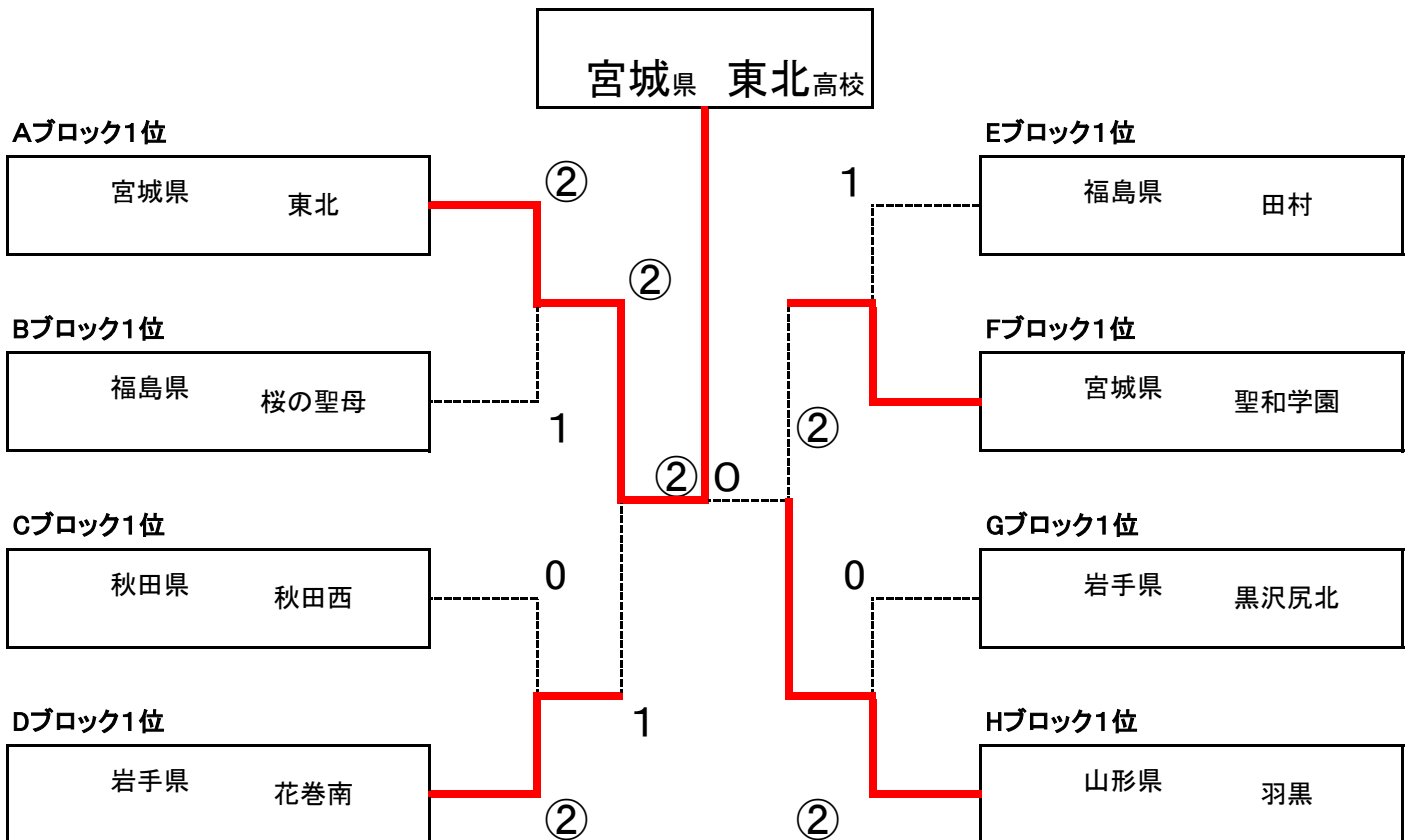 宮城県 東北高校
Aブロック1位
Eブロック1位
宮城県 東北
②
1
福島県 田村
②
Bブロック1位
Fブロック1位
福島県 桜の聖母
1
②
宮城県 聖和学園
② 0
Cブロック1位
Gブロック1位
秋田県 秋田西
0
0
岩手県 黒沢尻北
Dブロック1位
1
Hブロック1位
岩手県 花巻南
②
②
山形県 羽黒